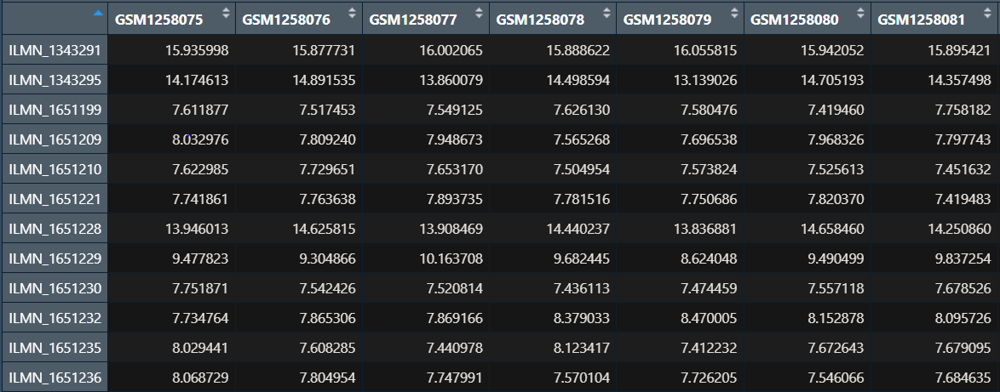 GSM1258075 GSM1258076 GSM1258077 GSM1258078 GSM1258079 GSM1258080 GSM1258081
ILMN_1343291 15.935998 15.877731 16.002065 15.888622 16.055815 15.942052 15.895421
ILMN_1343295 14.174613 14.891535 13.860079 14.498594 13.139026 14.705193 14.357498
ILMN_1651199 7.611877 7.517453 7.549125 7.626130 7.580476 7.419460 7.758182
ILMN_1651209 8.032976 7.809240 7.948673 7.565268 7.696538 7.968326 7.797743
ILMN_1651210 7.622985 7.729651 7.653170 7.504954 7.573824 7.525613 7.451632
ILMN_1651221 7.741861 7.763638 7.893735 7.781516 7.750686 7.820370 7.419483
ILMN_1651228 13.946013 14.625815 13.908469 14.440237 13.836881 14.658460 14.250860
ILMN_1651229 9.477823 9.304866 10.163708 9.682445 8.624048 9.490499 9.837254
ILMN_1651230 7.751871 7.542426 7.520814 7.436113 7.474459 7.557118 7.678526
ILMN_1651232 7.734764 7.865306 7.869166 8.379033 8.470005 8.152878 8.095726
ILMN_1651235 8.029441 7.608285 7.440978 8.123417 7.412232 7.672643 7.679095
ILMN_1651236 8.068729 7.804954 7.747991 7.570104 7.726205 7.546066 7.684635